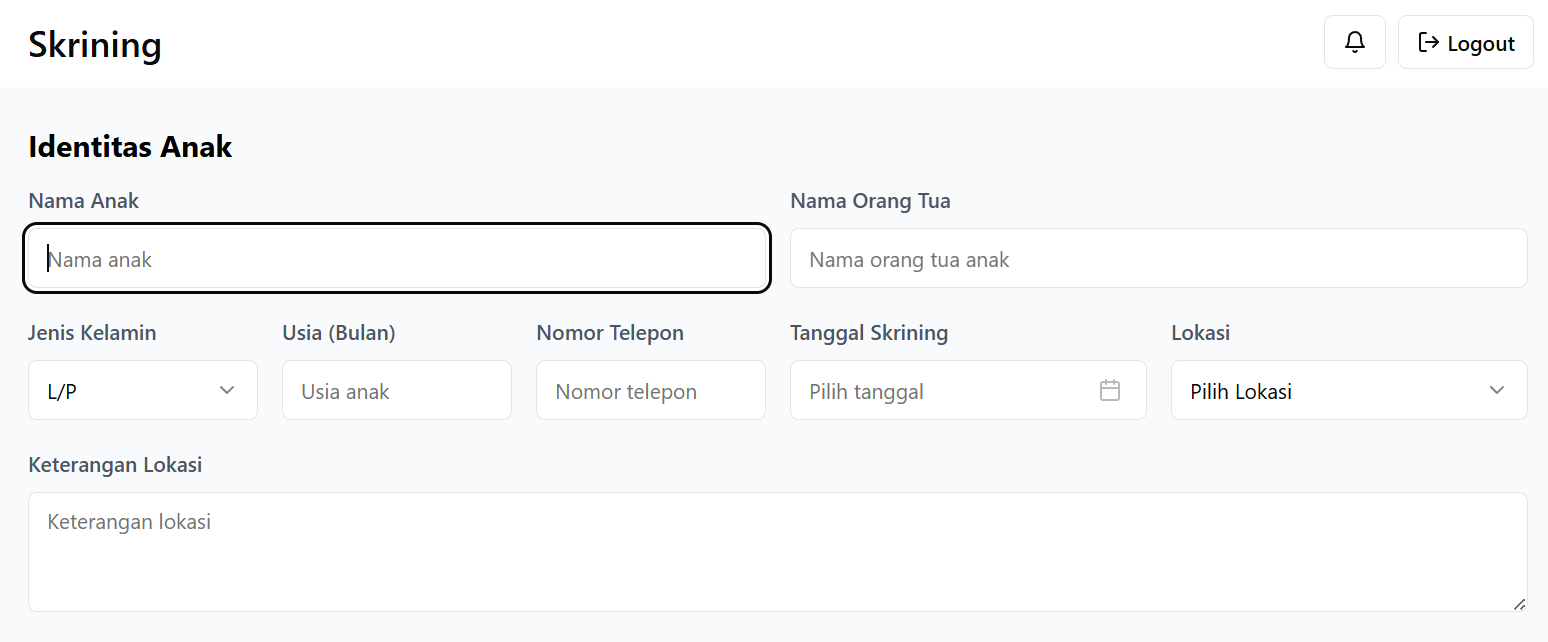 Skrining
Logout
Identitas Anak
Nama Anak
Nama Orang Tua
Nama anak
Nama orang tua anak
Jenis Kelamin
Usia (Bulan)
Nomor Telepon
Tanggal Skrining
Lokasi
L/P
Usia anak
Nomor telepon
Pilih tanggal
Pilih Lokasi
Keterangan Lokasi
Keterangan lokasi